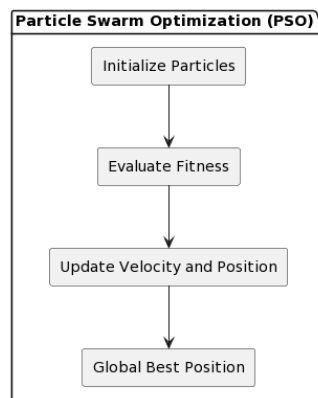 Particle Swarm Optimization (PSO)
Initialize Particles
Evaluate Fitness
Update Velocity and Position
Global Best Position